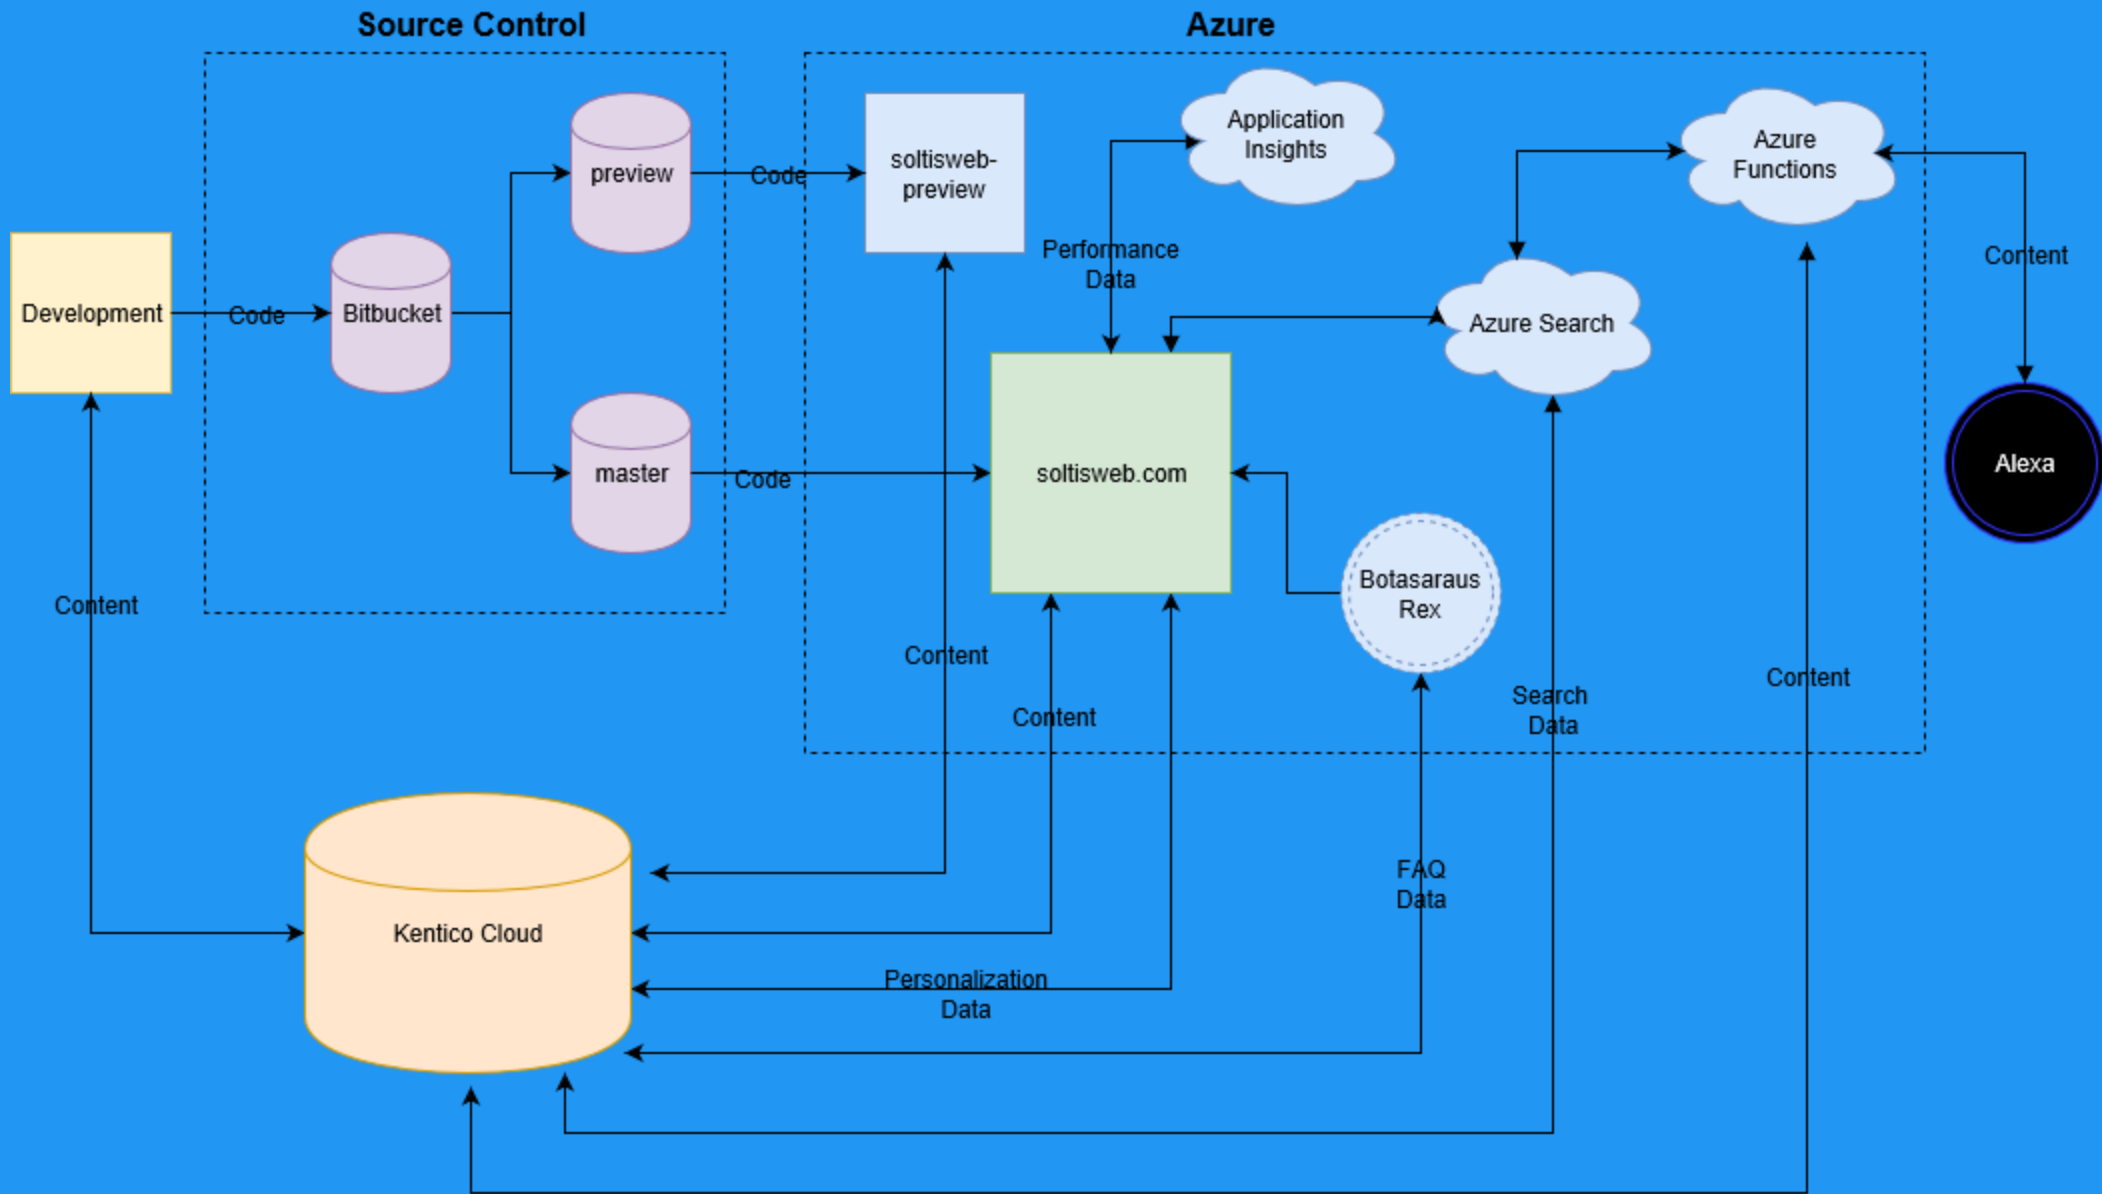 Source Control
Azure
preview
Code
soltisweb-
preview
Application
Insights
Azure
Functions
Performance
Data
Content
Development
Code
Bitbucket
Azure Search
master
Code
soltisweb.com
Alexa
Botasaraus
Rex
Content
Content
Content
Search
Data
Content
FAQ
Data
Kentico Cloud
Personalization
Data